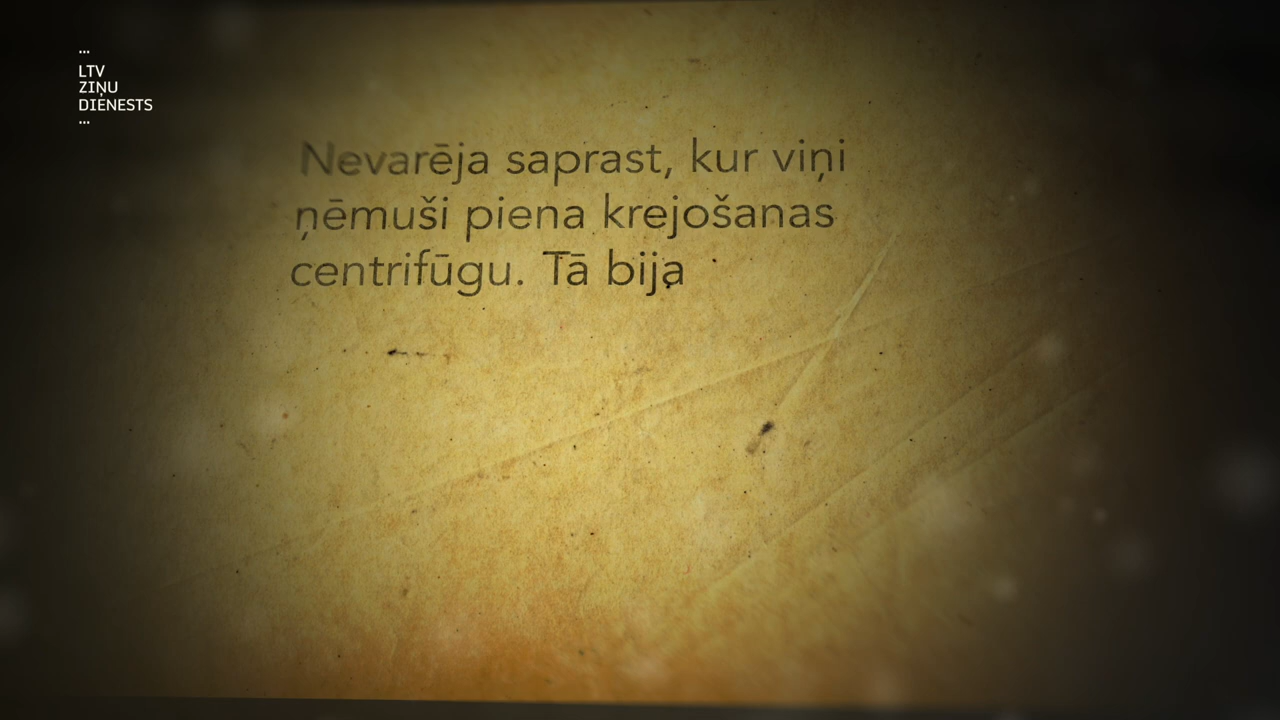 ...
LTV
ZIŅU
DIENESTS
...
Nevarēja saprast, kur viņi
ņēmuši piena krejošanas
centrifūgu. Tā bija